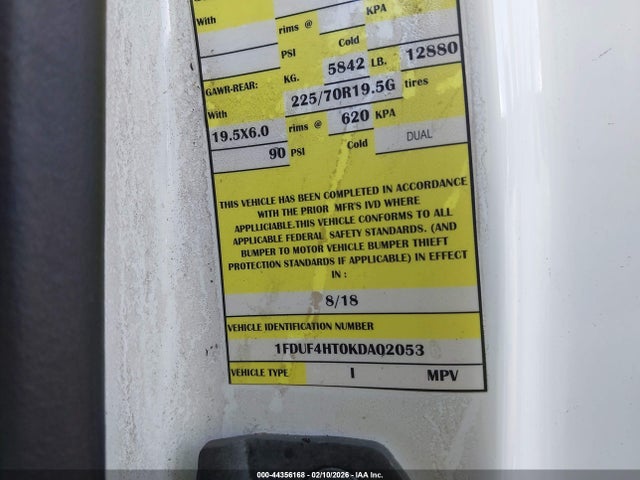 With rims @ KPA
PSI Cold
GAWR-REAR: KG. 5842 LB. 12880
With 225/70R19.5G tires
19.5X6.0 rims @ 620 KPA
90 PSI Cold DUAL
THIS VEHICLE HAS BEEN COMPLETED IN ACCORDANCE
WITH THE PRIOR MFR'S IVD WHERE
APPLLICIABLE.THIS VEHICLE CONFORMS TO ALL
APPLICABLE FEDERAL SAFETY STANDARDS. (AND
BUMPER TO MOTOR VEHICLE BUMPER THIEFT
PROTECTION STANDARDS IF APPLICABLE) IN EFFECT
IN :
8/18
VEHICLE IDENTIFICATION NUMBER
1FDUF4HT0KDA02053
VEHICLE TYPE I MPV
000-44356168 - 02/10/2026 - IAA Inc.